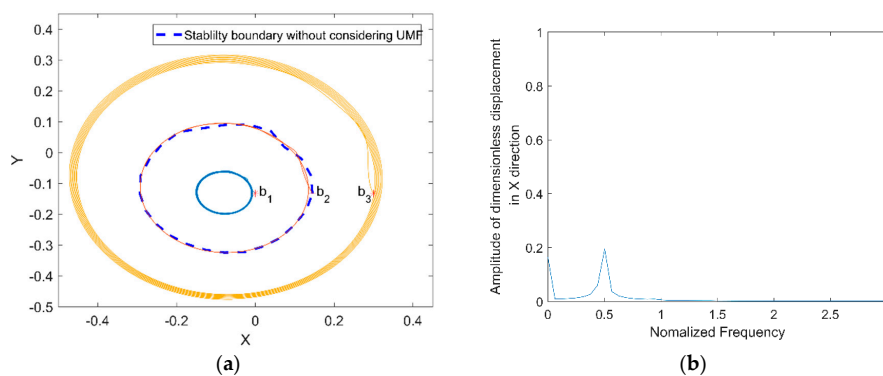 Stabilty boundary without considering UMF
0.5
0.4
0.3
0.2
0.1
0
-0.1
-0.2
-0.3
-0.4
-0.5
Y
b1
b2
b3
-0.4
-0.2
0
0.2
0.4
X
(a)
Amplitude of dimensionless displacement
in X direction
1
0.8
0.6
0.4
0.2
0
0
0.5
1
1.5
2
2.5
Nomalized Frequency
(b)